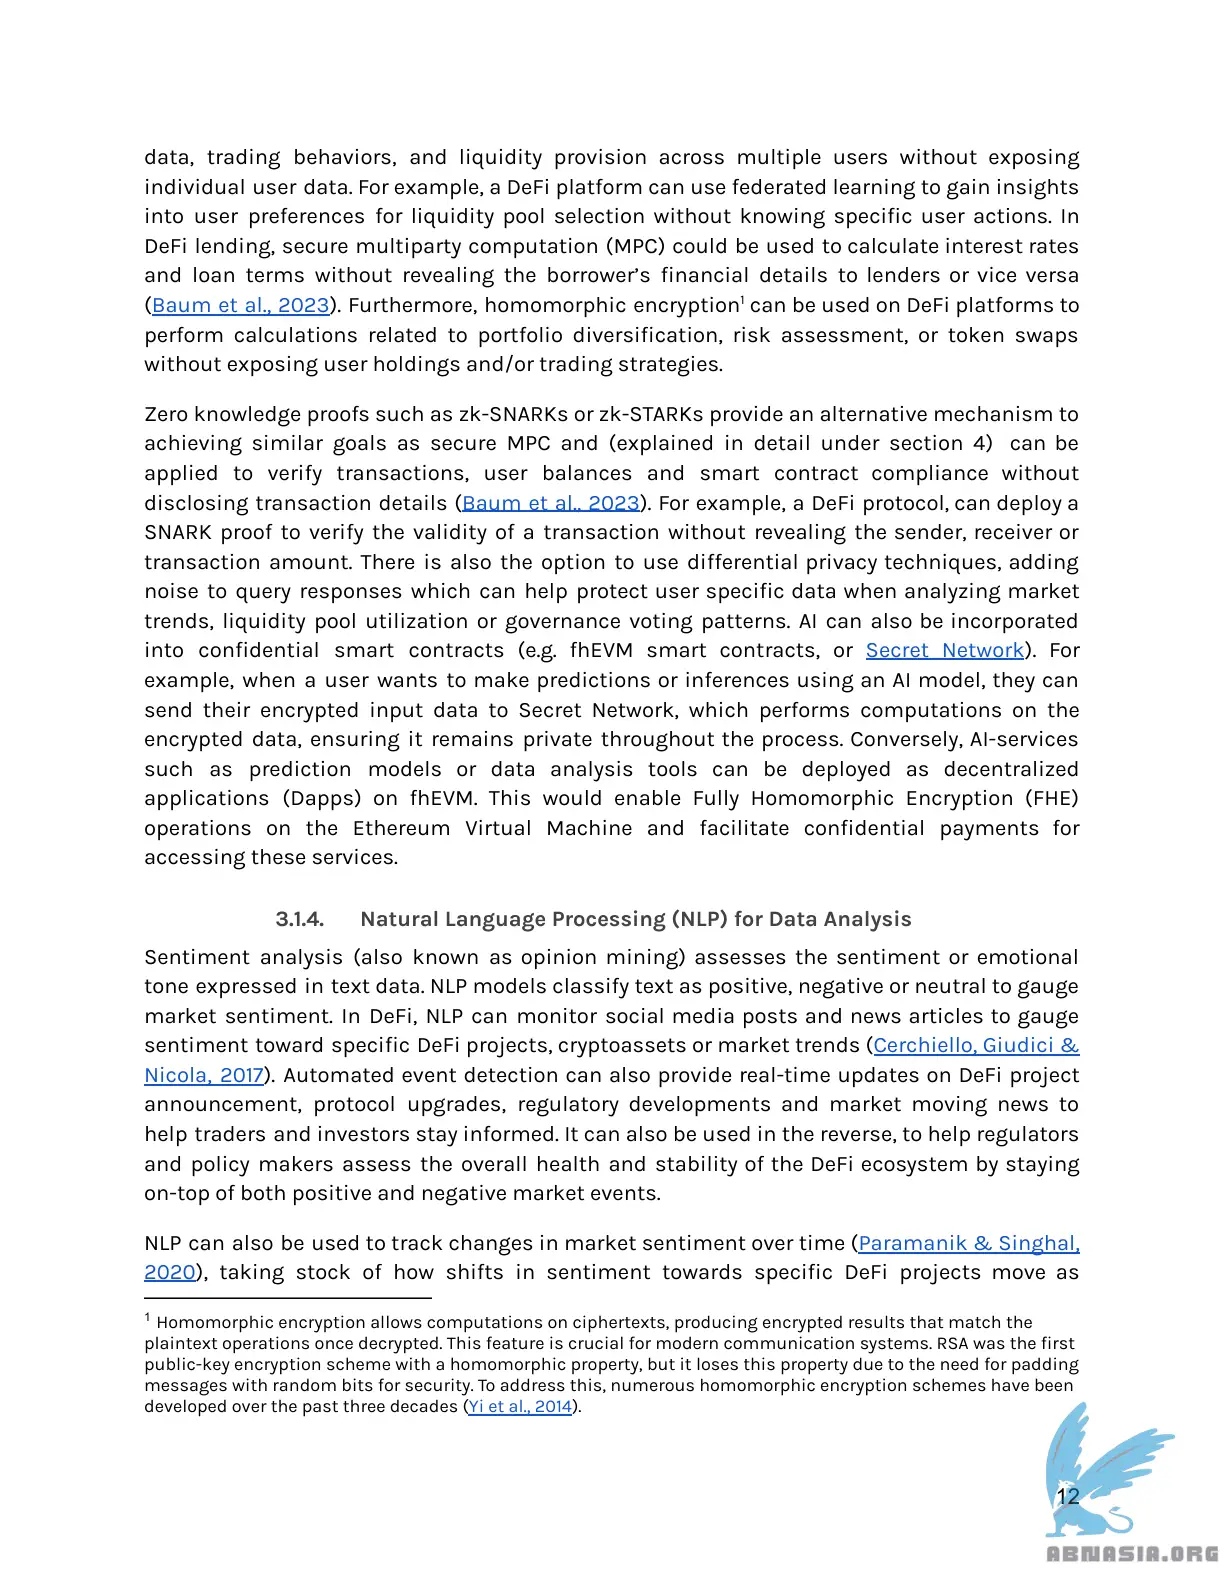 data, trading behaviors, and liquidity provision across multiple users without exposing
individual user data. For example, a DeFi platform can use federated learning to gain insights
into user preferences for liquidity pool selection without knowing specific user actions. In
DeFi lending, secure multiparty computation (MPC) could be used to calculate interest rates
and loan terms without revealing the borrower's financial details to lenders or vice versa
(Baum et al., 2023). Furthermore, homomorphic encryption¹ can be used on DeFi platforms to
perform calculations related to portfolio diversification, risk assessment, or token swaps
without exposing user holdings and/or trading strategies.
Zero knowledge proofs such as zk-SNARKs or zk-STARKs provide an alternative mechanism to
achieving similar goals as secure MPC and (explained in detail under section 4) can be
applied to verify transactions, user balances and smart contract compliance without
disclosing transaction details (Baum et al., 2023). For example, a DeFi protocol, can deploy a
SNARK proof to verify the validity of a transaction without revealing the sender, receiver or
transaction amount. There is also the option to use differential privacy techniques, adding
noise to query responses which can help protect user specific data when analyzing market
trends, liquidity pool utilization or governance voting patterns. AI can also be incorporated
into confidential smart contracts (e.g. fhEVM smart contracts, or Secret Network). For
example, when a user wants to make predictions or inferences using an AI model, they can
send their encrypted input data to Secret Network, which performs computations on the
encrypted data, ensuring it remains private throughout the process. Conversely, AI-services
such as prediction models or data analysis tools can be deployed as decentralized
applications (Dapps) on fhEVM. This would enable Fully Homomorphic Encryption (FHE)
operations on the Ethereum Virtual Machine and facilitate confidential payments for
accessing these services.
3.1.4. Natural Language Processing (NLP) for Data Analysis
Sentiment analysis (also known as opinion mining) assesses the sentiment or emotional
tone expressed in text data. NLP models classify text as positive, negative or neutral to gauge
market sentiment. In DeFi, NLP can monitor social media posts and news articles to gauge
sentiment toward specific DeFi projects, cryptoassets or market trends (Cerchiello, Giudici &
Nicola, 2017). Automated event detection can also provide real-time updates on DeFi project
announcement, protocol upgrades, regulatory developments and market moving news to
help traders and investors stay informed. It can also be used in the reverse, to help regulators
and policy makers assess the overall health and stability of the DeFi ecosystem by staying
on-top of both positive and negative market events.
NLP can also be used to track changes in market sentiment over time (Paramanik & Singhal,
2020), taking stock of how shifts in sentiment towards specific DeFi projects move as
¹ Homomorphic encryption allows computations on ciphertexts, producing encrypted results that match the
plaintext operations once decrypted. This feature is crucial for modern communication systems. RSA was the first
public-key encryption scheme with a homomorphic property, but it loses this property due to the need for padding
messages with random bits for security. To address this, numerous homomorphic encryption schemes have been
developed over the past three decades (Yi et al., 2014).
12
ABNASIA.ORG